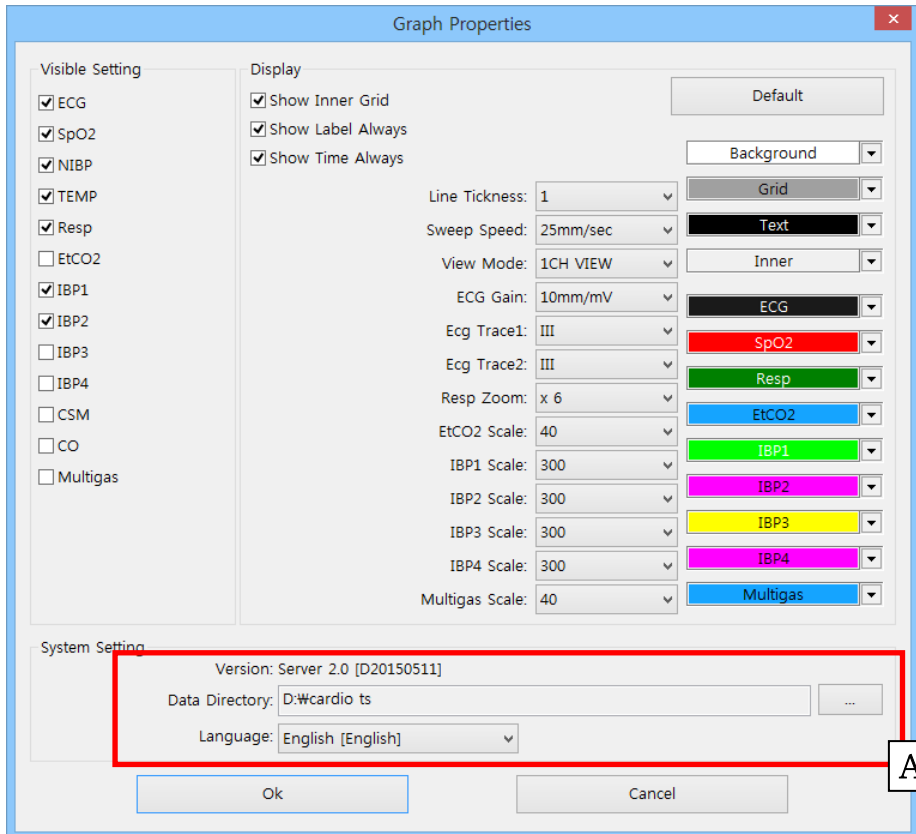 Graph Properties
Visible Setting
ECG
SpO2
NIBP
TEMP
Resp
EtCO2
IBP1
IBP2
IBP3
IBP4
CSM
CO
Multigas
Display
Show Inner Grid
Show Label Always
Show Time Always
Line Tickness: 1
Sweep Speed: 25mm/sec
View Mode: 1CH VIEW
ECG Gain: 10mm/mV
Ecg Trace1: III
Ecg Trace2: III
Resp Zoom: x 6
EtCO2 Scale: 40
IBP1 Scale: 300
IBP2 Scale: 300
IBP3 Scale: 300
IBP4 Scale: 300
Multigas Scale: 40
Default
Background
Grid
Text
Inner
ECG
SpO2
Resp
EtCO2
IBP1
IBP2
IBP3
IBP4
Multigas
System Setting
Version: Server 2.0 [D20150511]
Data Directory: D:₩cardio ts ...
Language: English [English]
A
Ok Cancel